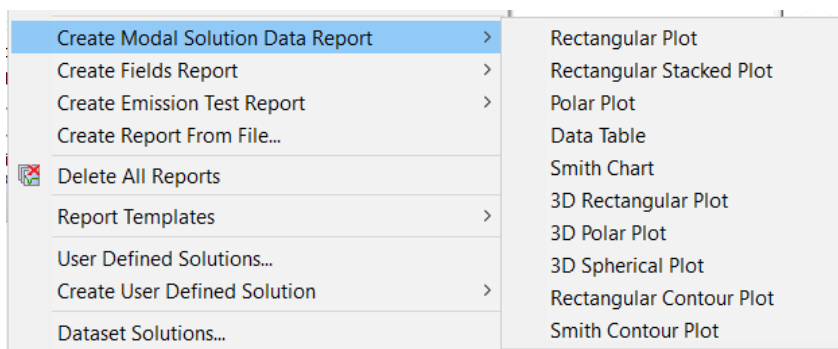 Create Modal Solution Data Report
Create Fields Report
Create Emission Test Report
Create Report From File...
Delete All Reports
Report Templates
User Defined Solutions...
Create User Defined Solution
Dataset Solutions...
Rectangular Plot
Rectangular Stacked Plot
Polar Plot
Data Table
Smith Chart
3D Rectangular Plot
3D Polar Plot
3D Spherical Plot
Rectangular Contour Plot
Smith Contour Plot